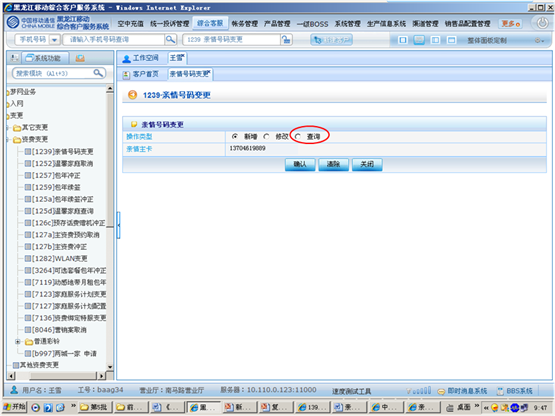 黑龙江移动综合客户服务系统 - Windows Internet Explorer
中国移动通信 CHINA MOBILE 黑龙江移动 综合客户服务系统 空中充值 统一投诉管理 综合客服 帐务管理 产品管理 一级BOSS 系统管理 生产信息系统 渠道管理 销售品配置管理 更多
手机号码 请输入手机号码查询 1239 亲情号码变更 整体面板定制
系统功能 工作空间 王雪
搜索模块 (Alt+3) 客户首页 亲情号码变更
梦网业务
入网
变更
其它变更
资费变更
[1239]亲情号码变更
[1252]温馨家庭取消
[1257]包年冲正
[1259]包年续签
[125a]包年续签冲正
[125d]温馨家庭查询
[126c]预存话费赠机冲正
[127a]主资费预约取消
[127b]主资费冲正
[1282]WLAN变更
[3264]可选套餐包年冲正
[7119]动感地带月租包年
[7123]家庭服务计划变更
[7127]家庭服务计划配置
[7136]资费绑定特服变更
[8046]营销案取消
普通彩铃
[b997]两城一家 申请
其他资费变更
1239-亲情号码变更
亲情号码变更
操作类型 新增 修改 查询
亲情主卡 13704619889
确认 清除 关闭
用户名：王雪 工号：baag34 营业厅：南马路营业厅 服务器：10.110.0.123:11000 速度测试工具 即时消息系统 BBS系统
开始 第5批 前... 黑... 新... 复... 139... 亲... 中... 亲... 桌面 9:41